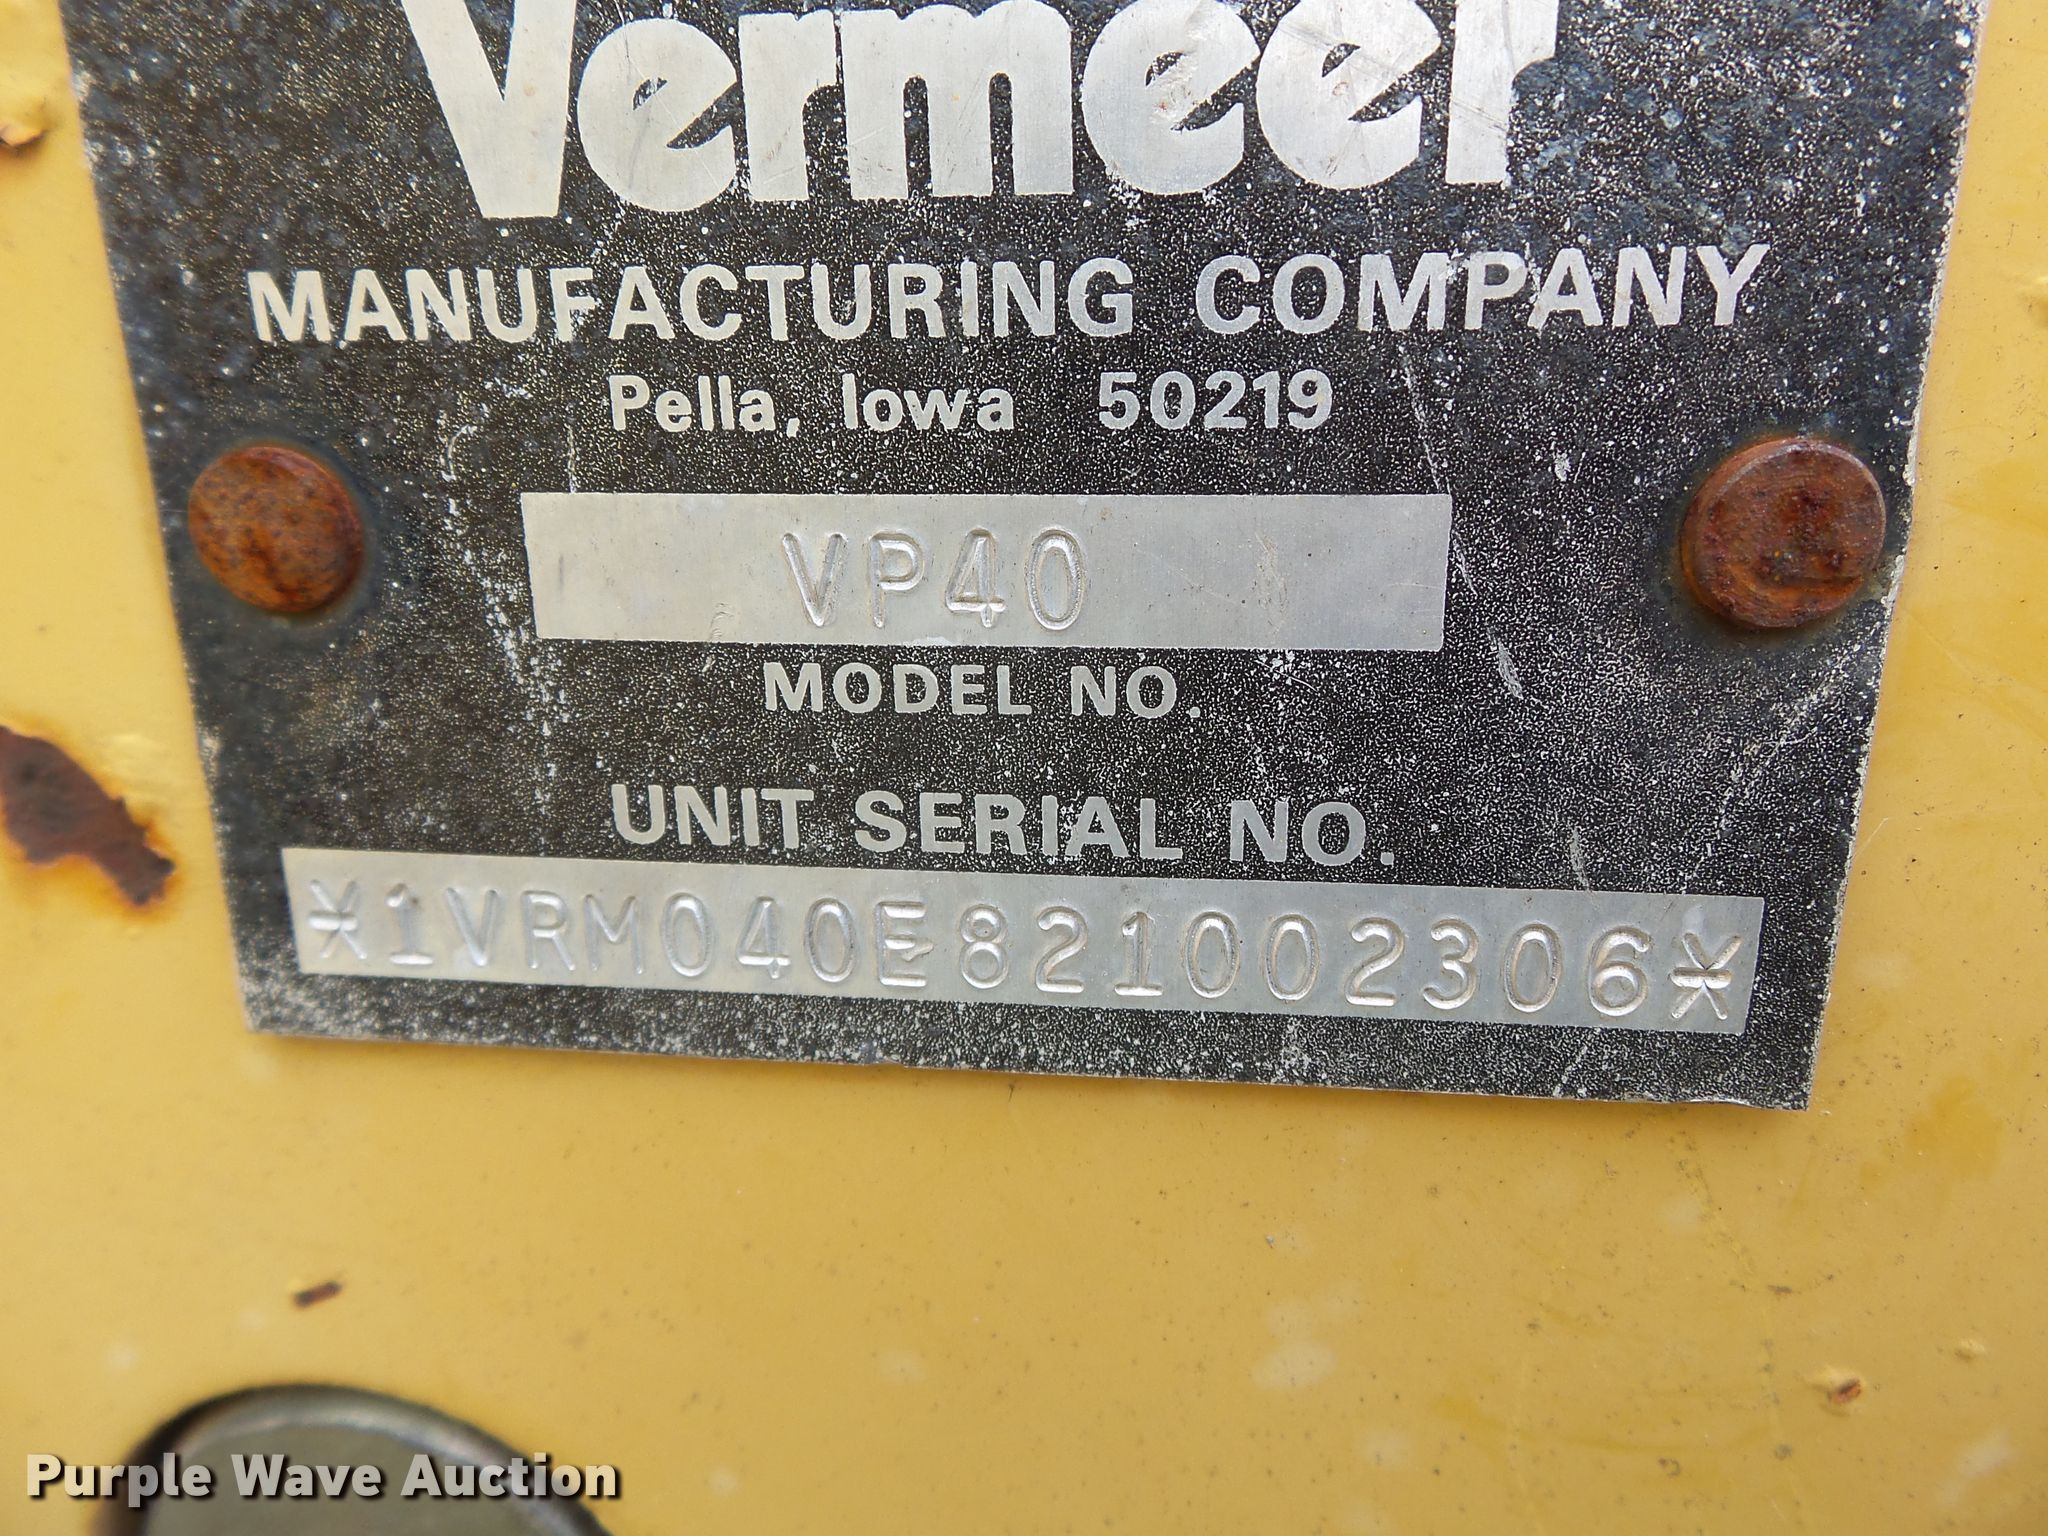 Vermeer
MANUFACTURING COMPANY
Pella, Iowa 50219
VP40
MODEL NO.
UNIT SERIAL NO.
*1VRM040E821002306*
Purple Wave Auction